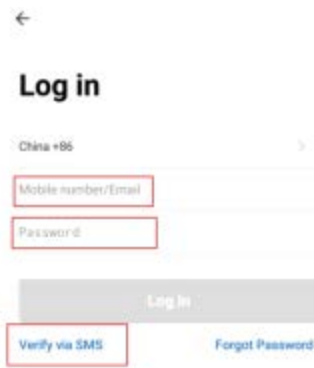 Log in
China +86
Mobile number/Email
Password
Log In
Verify via SMS Forgot Password